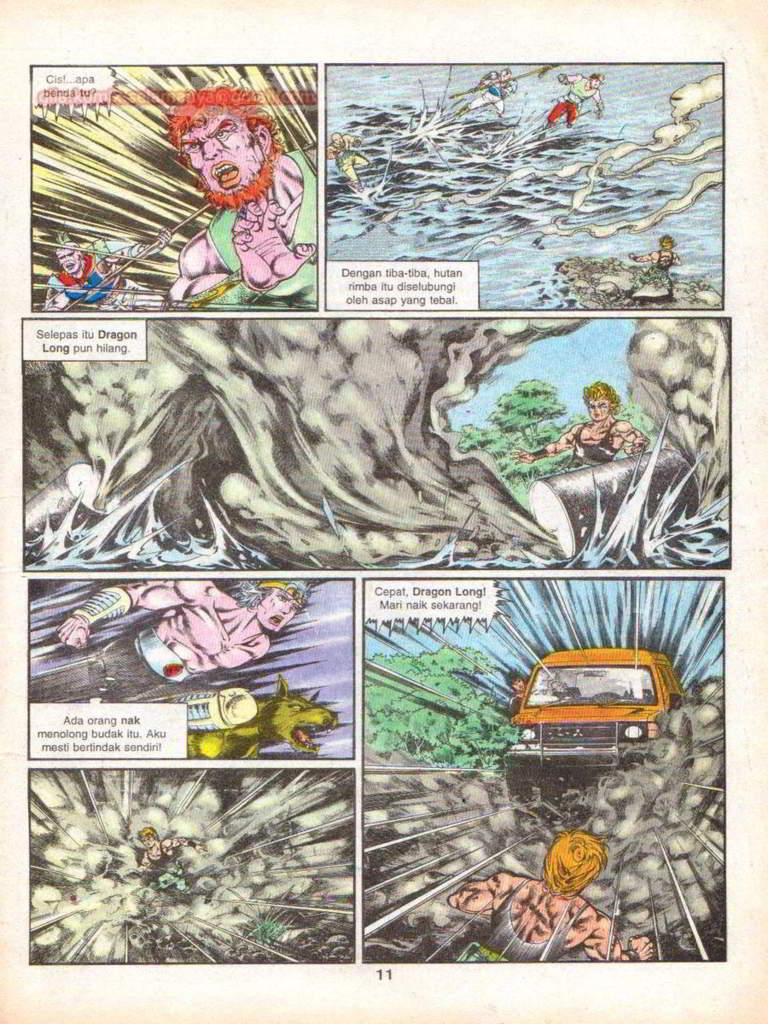 Cis!...apa
benda tu?
Dengan tiba-tiba, hutan
rimba itu diselubungi
oleh asap yang tebal.
Selepas itu Dragon
Long pun hilang.
Ada orang nak
menolong budak itu. Aku
mesti bertindak sendiri!
Cepat, Dragon Long!
Mari naik sekarang!
11